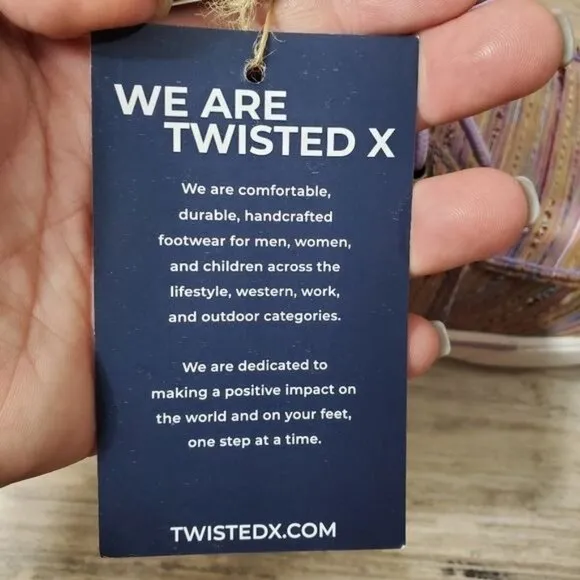 WE ARE
TWISTED X
We are comfortable,
durable, handcrafted
footwear for men, women,
and children across the
lifestyle, western, work,
and outdoor categories.
We are dedicated to
making a positive impact on
the world and on your feet,
one step at a time.
TWISTEDX.COM